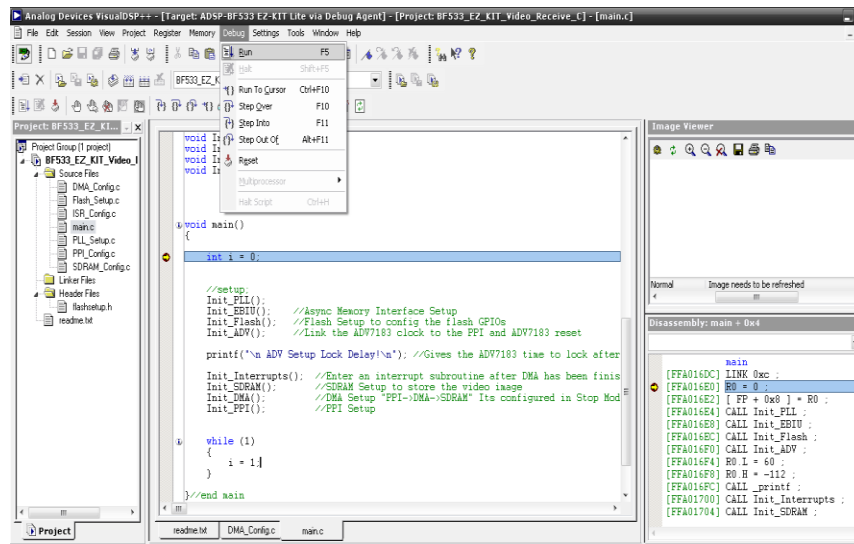 Analog Devices VisualDSP++ - [Target: ADSP-BF533 EZ-KIT Lite via Debug Agent] - [Project: BF533_EZ_KIT_Video_Receive_C] - [main.c]
File Edit Session View Project Register Memory Debug Settings Tools Window Help
BF533_EZ_K
Run F5
Halt Shift+F5
Run To Cursor Ctrl+F10
Step Over F10
Step Into F11
Step Out Of Alt+F11
Reset
Multiprocessor
Halt Script Ctrl+H
Project: BF533_EZ_KI...
Project Group (1 project)
BF533_EZ_KIT_Video_
Source Files
DMA_Config.c
Flash_Setup.c
ISR_Config.c
main.c
PLL_Setup.c
PPI_Config.c
SDRAM_Config.c
Linker Files
Header Files
flashsetup.h
readme.txt
Project
void
void
void
void
void main()
{
int i = 0;
//setup;
Init_PLL();
Init_EBIU(); //Async Memory Interface Setup
Init_Flash(); //Flash Setup to config the flash GPIOs
Init_ADV(); //Link the ADV7183 clock to the PPI and ADV7183 reset
printf("\n ADV Setup Lock Delay!\n"); //Gives the ADV7183 time to lock after
Init_Interrupts(); //Enter an interrupt subroutine after DMA has been finis
Init_SDRAM(); //SDRAM Setup to store the video image
Init_DMA(); //DMA Setup "PPI->DMA->SDRAM" Its configured in Stop Mod
Init_PPI(); //PPI Setup
while (1)
{
i = 1;
}
}//end main
readme.txt DMA_Config.c main.c
Image Viewer
Normal Image needs to be refreshed
Disassembly: main + 0x4
main
[FFA016DC] LINK 0xc ;
[FFA016E0] R0 = 0 ;
[FFA016E2] [ FP + 0x8 ] = R0 ;
[FFA016E4] CALL Init_PLL ;
[FFA016E8] CALL Init_EBIU ;
[FFA016EC] CALL Init_Flash ;
[FFA016F0] CALL Init_ADV ;
[FFA016F4] R0.L = 60 ;
[FFA016F8] R0.H = -112 ;
[FFA016FC] CALL _printf ;
[FFA01700] CALL Init_Interrupts ;
[FFA01704] CALL Init_SDRAM ;